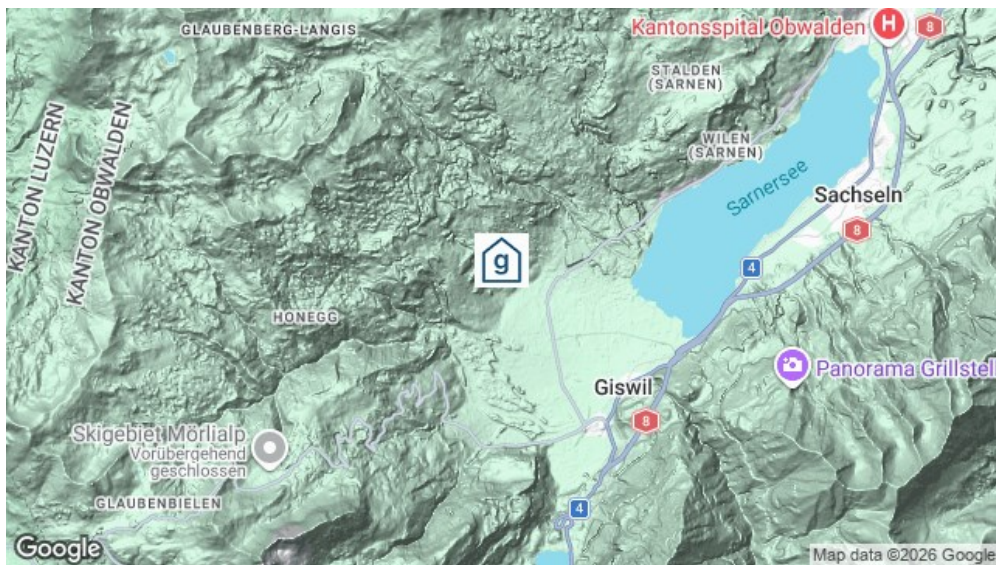 GLAUBENBERG-LANGIS
Kantonsspital Obwalden
H
8
STALDEN
(SARNEN)
KANTON LUZERN
KANTON OBWALDEN
WILEN
(SARNEN)
Sarnersee
Sachseln
8
g
4
HONEGG
Panorama Grillstell
Giswil
8
Skigebiet Mörlialp
Vorübergehend
geschlossen
GLAUBENBIELEN
4
Google
Map data ©2026 Google